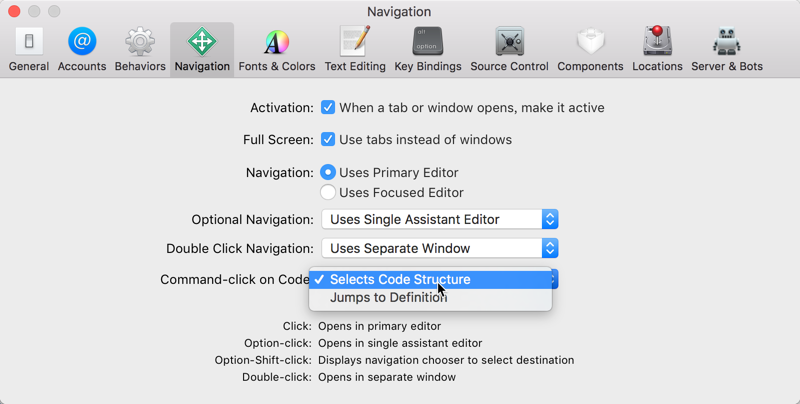 Navigation
General Accounts Behaviors Navigation Fonts & Colors Text Editing Key Bindings Source Control Components Locations Server & Bots
alt
option
Activation: When a tab or window opens, make it active
Full Screen: Use tabs instead of windows
Navigation: Uses Primary Editor
Uses Focused Editor
Optional Navigation: Uses Single Assistant Editor
Double Click Navigation: Uses Separate Window
Command-click on Code ✓ Selects Code Structure
Jumps to Definition
Click: Opens in primary editor
Option-click: Opens in single assistant editor
Option-Shift-click: Displays navigation chooser to select destination
Double-click: Opens in separate window